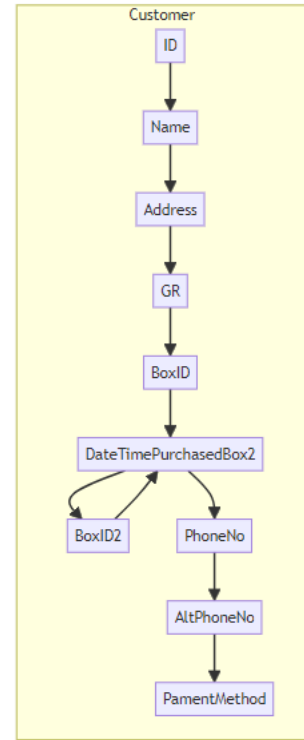 Customer
ID
Name
Address
GR
BoxID
DateTimePurchasedBox2
BoxID2
PhoneNo
AltPhoneNo
PamentMethod